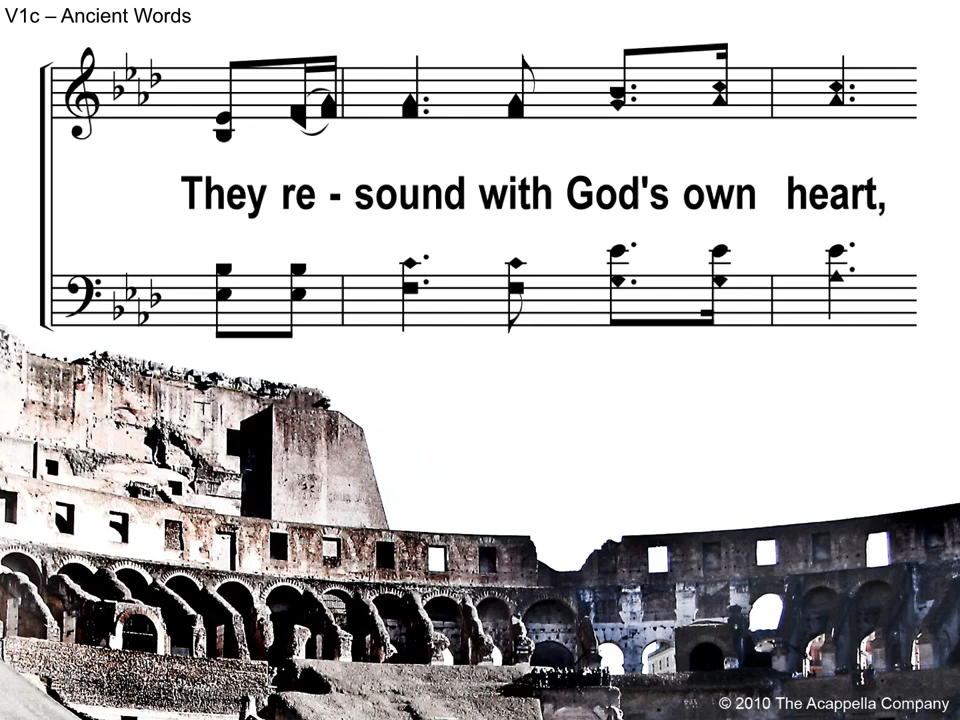 V1c – Ancient Words
They re - sound with God's own heart,
© 2010 The Acappella Company